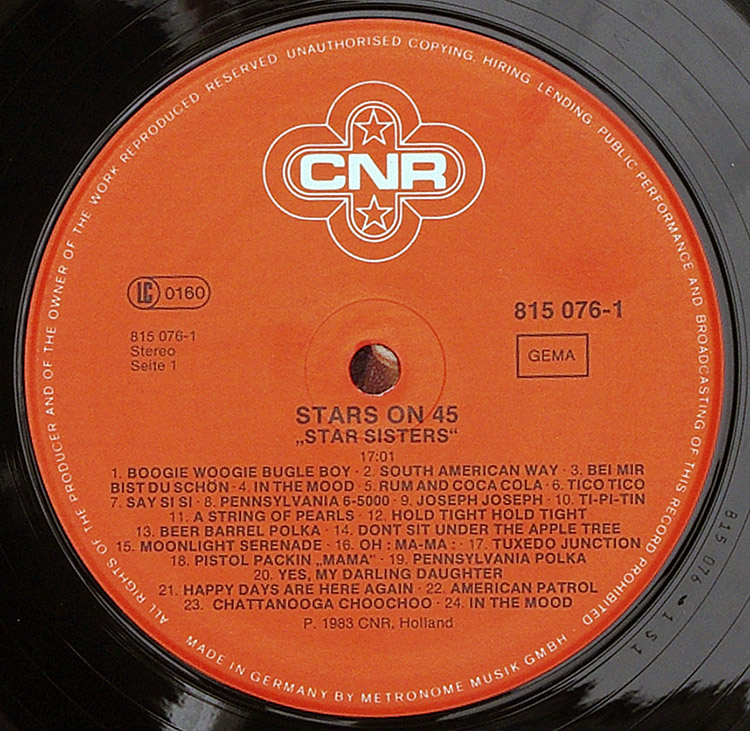 ALL RIGHTS OF THE PRODUCER AND OF THE OWNER OF THE WORK REPRODUCED RESERVED UNAUTHORISED COPYING, HIRING, LENDING, PUBLIC PERFORMANCE AND BROADCASTING OF THIS RECORD PROHIBITED
CNR
LC 0160
815 076-1
Stereo
Seite 1
815 076-1
GEMA
STARS ON 45
„STAR SISTERS“
17:01
1. BOOGIE WOOGIE BUGLE BOY · 2. SOUTH AMERICAN WAY · 3. BEI MIR
BIST DU SCHÖN · 4. IN THE MOOD · 5. RUM AND COCA COLA · 6. TICO TICO
7. SAY SI SI · 8. PENNSYLVANIA 6-5000 · 9. JOSEPH JOSEPH · 10. TI-PI-TIN
11. A STRING OF PEARLS · 12. HOLD TIGHT HOLD TIGHT
13. BEER BARREL POLKA · 14. DONT SIT UNDER THE APPLE TREE
15. MOONLIGHT SERENADE · 16. OH : MA-MA : · 17. TUXEDO JUNCTION
18. PISTOL PACKIN „MAMA“ · 19. PENNSYLVANIA POLKA
20. YES, MY DARLING DAUGHTER
21. HAPPY DAYS ARE HERE AGAIN · 22. AMERICAN PATROL
23. CHATTANOOGA CHOOCHOO · 24. IN THE MOOD
P. 1983 CNR, Holland
MADE IN GERMANY BY METRONOME MUSIK GMBH ·
815 076-1 S1